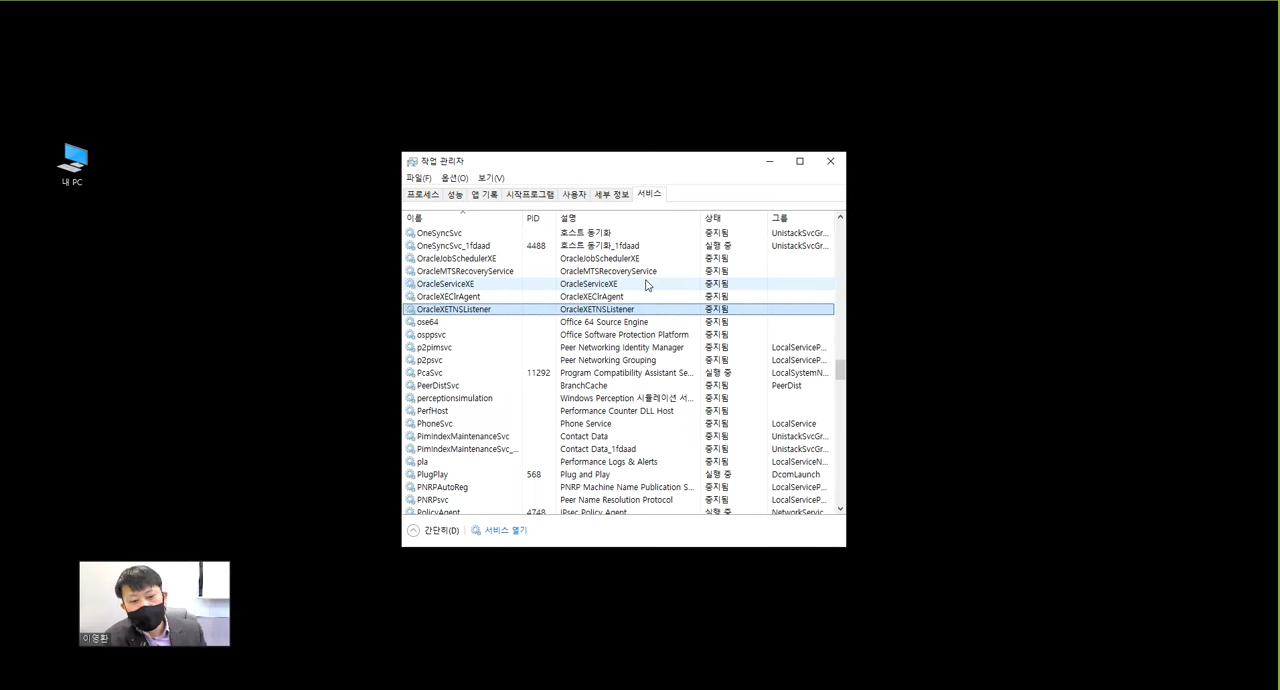 작업 관리자
파일(F) 옵션(O) 보기(V)
프로세스 성능 앱 기록 시작프로그램 사용자 세부 정보 서비스
이름 PID 설명 상태 그룹
OneSyncSvc 호스트 동기화 중지됨 UnistackSvcGr...
OneSyncSvc_1fdaad 4488 호스트 동기화_1fdaad 실행 중 UnistackSvcGr...
OracleJobSchedulerXE OracleJobSchedulerXE 중지됨
OracleMTSRecoveryService OracleMTSRecoveryService 중지됨
OracleServiceXE OracleServiceXE 중지됨
OracleXEClrAgent OracleXEClrAgent 중지됨
OracleXETNSListener OracleXETNSListener 중지됨
ose64 Office 64 Source Engine 중지됨
osppsvc Office Software Protection Platform 중지됨
p2pimsvc Peer Networking Identity Manager 중지됨 LocalServiceP...
p2psvc Peer Networking Grouping 중지됨 LocalServiceP...
PcaSvc 11292 Program Compatibility Assistant Se... 실행 중 LocalSystemN...
PeerDistSvc BranchCache 중지됨 PeerDist
perceptionsimulation Windows Perception 시뮬레이션 서... 중지됨
PerfHost Performance Counter DLL Host 중지됨
PhoneSvc Phone Service 중지됨 LocalService
PimIndexMaintenanceSvc Contact Data 중지됨 UnistackSvcGr...
PimIndexMaintenanceSvc_... Contact Data_1fdaad 중지됨 UnistackSvcGr...
pla Performance Logs & Alerts 중지됨 LocalServiceN...
PlugPlay 568 Plug and Play 실행 중 DcomLaunch
PNRPAutoReg PNRP Machine Name Publication S... 중지됨 LocalServiceP...
PNRPsvc Peer Name Resolution Protocol 중지됨 LocalServiceP...
PolicyAgent 4748 IPsec Policy Agent 실행 중 NetworkServic...
간단히(D) 서비스 열기
내 PC
이영환